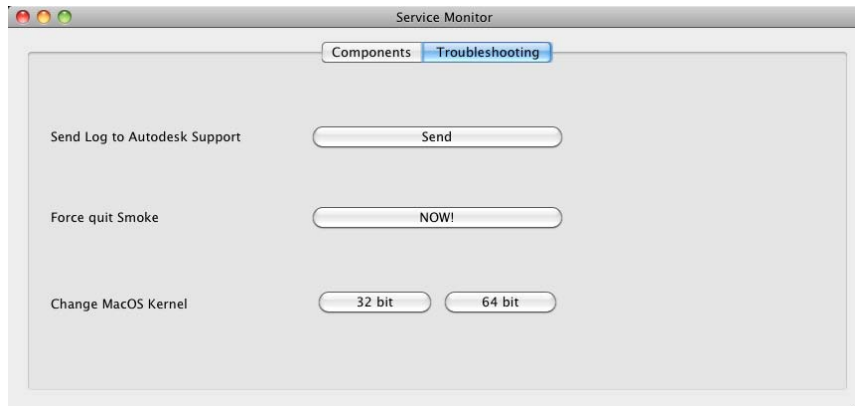 Service Monitor
Components Troubleshooting
Send Log to Autodesk Support Send
Force quit Smoke NOW!
Change MacOS Kernel 32 bit 64 bit